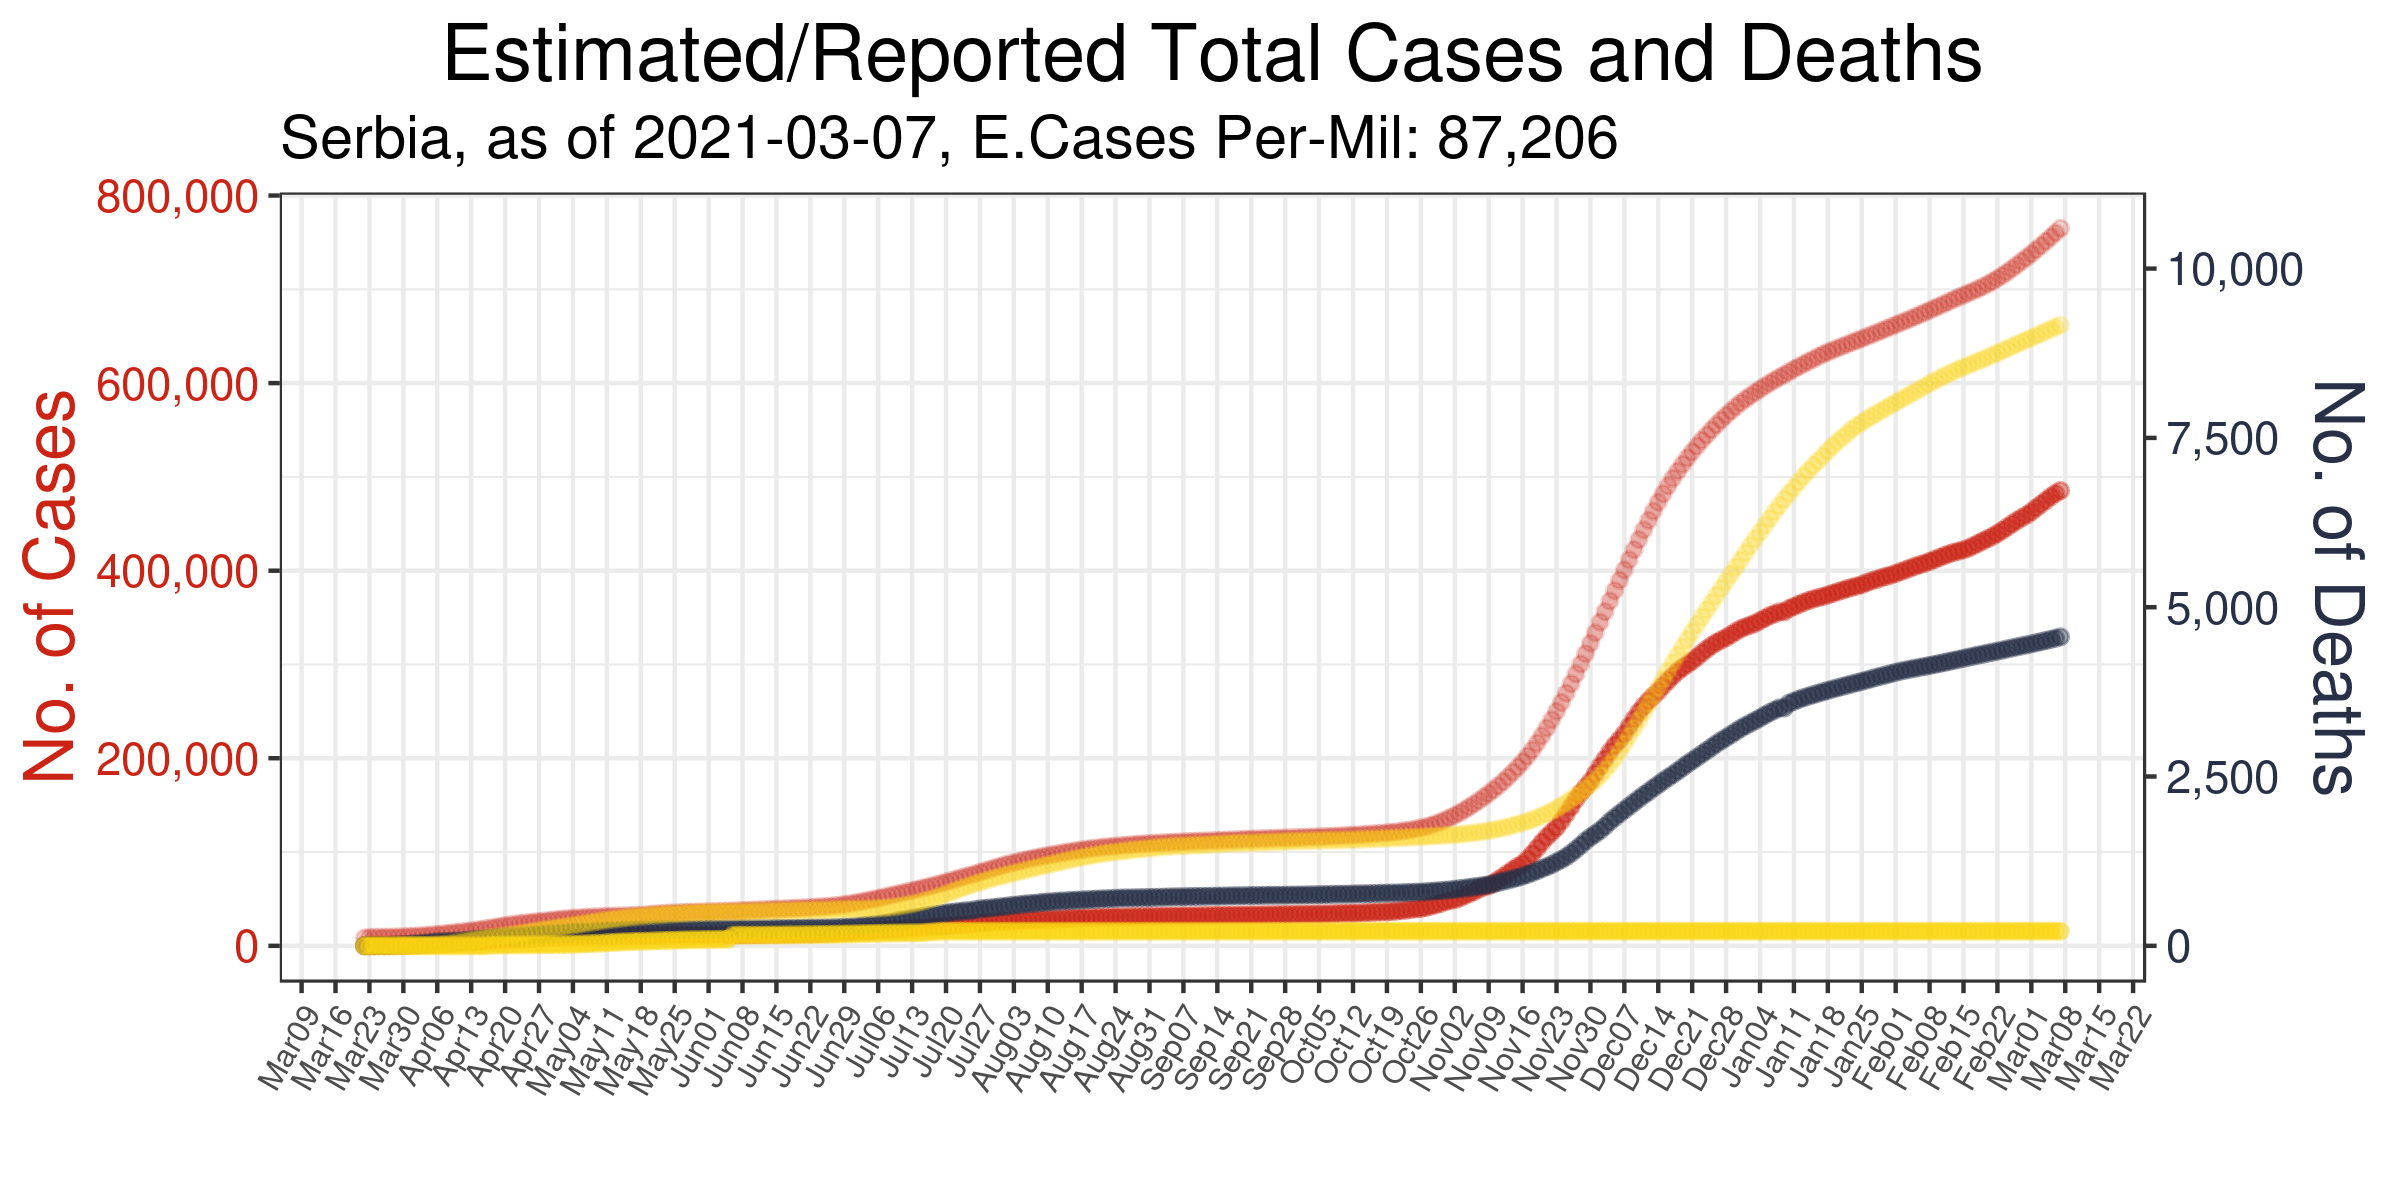 Estimated/Reported Total Cases and Deaths
Serbia, as of 2021-03-07, E.Cases Per-Mil: 87,206
No. of Cases
800,000
600,000
400,000
200,000
0
10,000
7,500
5,000
2,500
0
No. of Deaths
Mar09
Mar16
Mar23
Mar30
Apr06
Apr13
Apr20
Apr27
May04
May11
May18
May25
Jun01
Jun08
Jun15
Jun22
Jun29
Jul06
Jul13
Jul20
Jul27
Aug03
Aug10
Aug17
Aug24
Aug31
Sep07
Sep14
Sep21
Sep28
Oct05
Oct12
Oct19
Oct26
Nov02
Nov09
Nov16
Nov23
Nov30
Dec07
Dec14
Dec21
Dec28
Jan04
Jan11
Jan18
Jan25
Feb01
Feb08
Feb15
Feb22
Mar01
Mar08
Mar15
Mar22